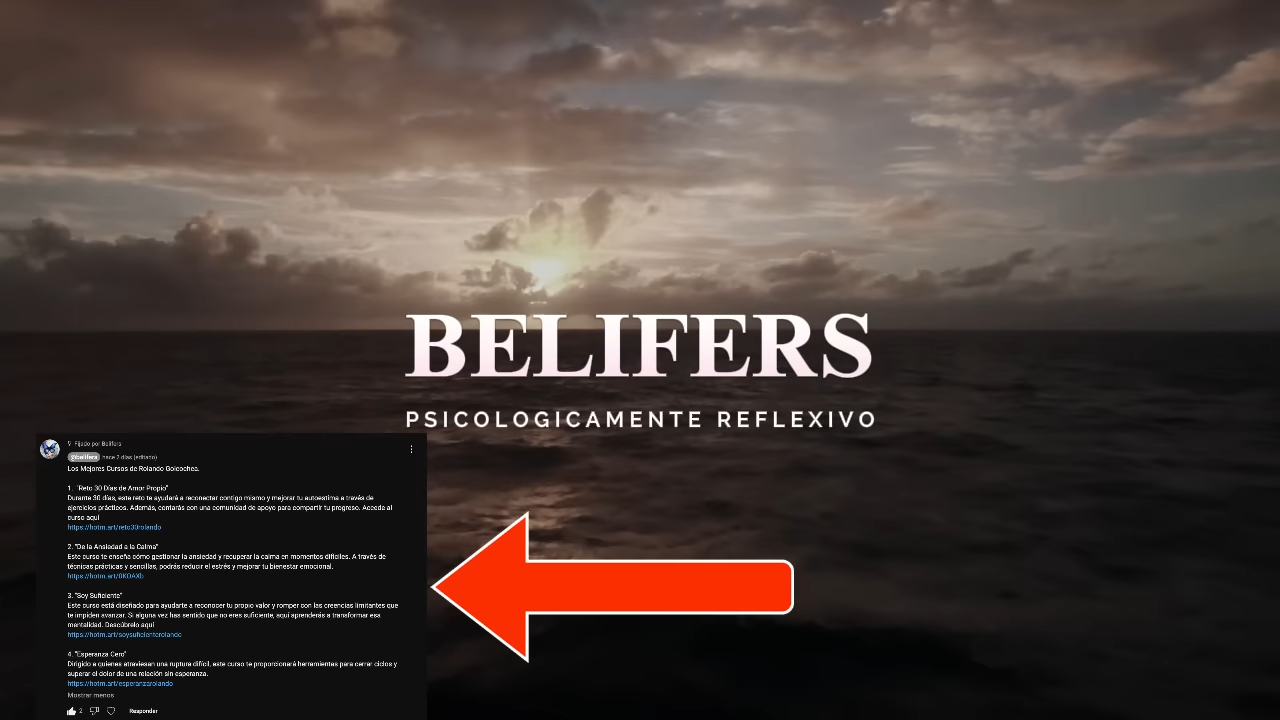 BELIFERS
PSICOLOGICAMENTE REFLEXIVO
Fijado por Belifers
@belifers hace 2 días (editado)
Los Mejores Cursos de Rolando Goicochea.
1. "Reto 30 Días de Amor Propio"
Durante 30 días, este reto te ayudará a reconectar contigo mismo y mejorar tu autoestima a través de
ejercicios prácticos. Además, contarás con una comunidad de apoyo para compartir tu progreso. Accede al
curso aquí
https://hotm.art/reto30rolando
2. "De la Ansiedad a la Calma"
Este curso te enseña cómo gestionar la ansiedad y recuperar la calma en momentos difíciles. A través de
técnicas prácticas y sencillas, podrás reducir el estrés y mejorar tu bienestar emocional.
3. "Soy Suficiente"
Este curso está diseñado para ayudarte a reconocer tu propio valor y romper con las creencias limitantes que
te impiden avanzar. Si alguna vez has sentido que no eres suficiente, aquí aprenderás a transformar esa
mentalidad. Descúbrelo aquí
https://hotm.art/soysuficienterolando
4. "Esperanza Cero"
Dirigido a quienes atraviesan una ruptura difícil, este curso te proporcionará herramientas para cerrar ciclos y
superar el dolor de una relación sin esperanza.
https://hotm.art/esperanzarolando
Mostrar menos
2 Responder